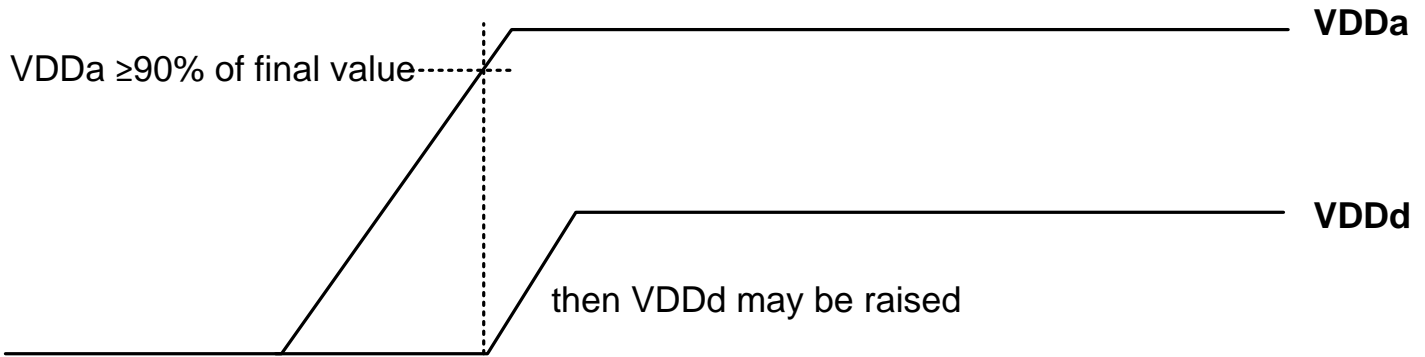 VDDa
VDDa ≥90% of final value
VDDd
then VDDd may be raised